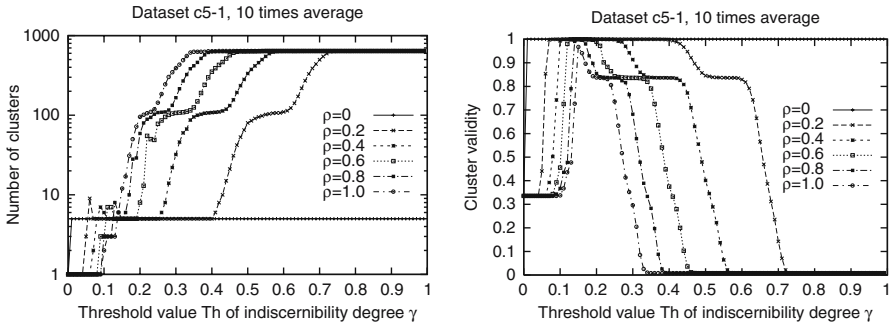 Dataset c5-1, 10 times average
Number of clusters
1000
100
10
1
ρ=0
ρ=0.2
ρ=0.4
ρ=0.6
ρ=0.8
ρ=1.0
0 0.1 0.2 0.3 0.4 0.5 0.6 0.7 0.8 0.9 1
Threshold value Th of indiscernibility degree γ
Dataset c5-1, 10 times average
Cluster validity
1
0.9
0.8
0.7
0.6
0.5
0.4
0.3
0.2
0.1
0
ρ=0
ρ=0.2
ρ=0.4
ρ=0.6
ρ=0.8
ρ=1.0
0 0.1 0.2 0.3 0.4 0.5 0.6 0.7 0.8 0.9 1
Threshold value Th of indiscernibility degree γ